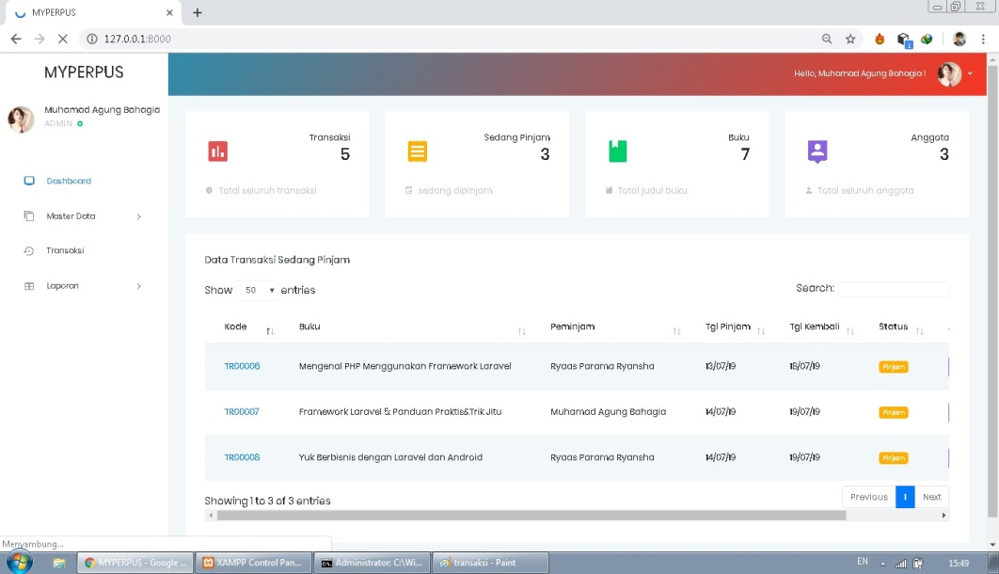 MYPERPUS
127.0.0.1:8000
MYPERPUS
Hello, Muhamad Agung Bahagia !
Muhamad Agung Bahagia
ADMIN
Dashboard
Master Data
Transaksi
Laporan
Transaksi
5
Total seluruh transaksi
Sedang Pinjam
3
sedang dipinjam
Buku
7
Total judul buku
Anggota
3
Total seluruh anggota
Data Transaksi Sedang Pinjam
Show 50 entries
Search:
Kode Buku Peminjam Tgl Pinjam Tgl Kembali Status
TR00006 Mengenal PHP Menggunakan Framework Laravel Ryaas Parama Ryansha 13/07/19 18/07/19 Pinjam
TR00007 Framework Laravel 5: Panduan Praktis&Trik Jitu Muhamad Agung Bahagia 14/07/19 19/07/19 Pinjam
TR00008 Yuk Berbisnis dengan Laravel dan Android Ryaas Parama Ryansha 14/07/19 19/07/19 Pinjam
Showing 1 to 3 of 3 entries
Previous 1 Next
Menyambung...
MYPERPUS - Google ...
XAMPP Control Pan...
Administrator: C:\Wi...
transaksi - Paint
EN
15:49